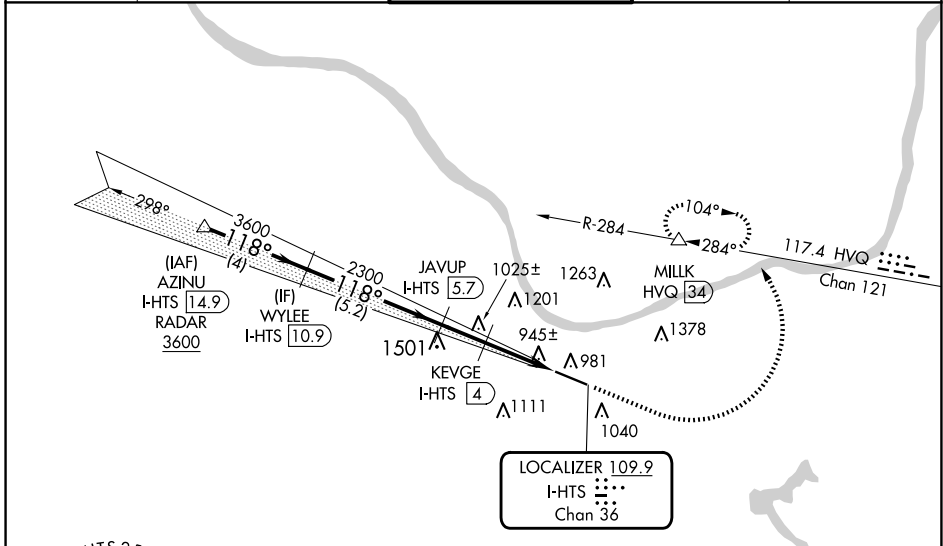 298°
3600
118°
(4)
(IAF)
AZINU
I-HTS 14.9
RADAR
3600
2300
118°
(5.2)
(IF)
WYLEE
I-HTS 10.9
JAVUP
I-HTS 5.7
1025±
1201
1263
1501
945±
981
KEVGE
I-HTS 4
1111
1040
R-284
104°
284°
MILLK
HVQ 34
1378
117.4 HVQ
Chan 121
LOCALIZER 109.9
I-HTS
Chan 36